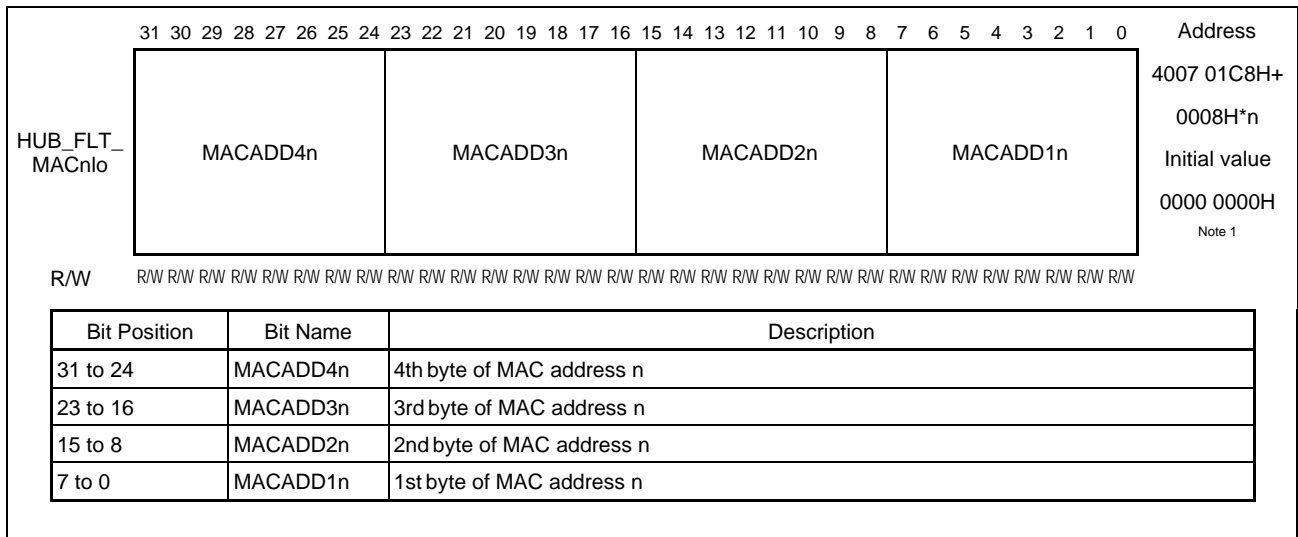 31 30 29 28 27 26 25 24 23 22 21 20 19 18 17 16 15 14 13 12 11 10 9 8 7 6 5 4 3 2 1 0 Address
4007 01C8H+
0008H*n
HUB_FLT_
MACnlo
MACADD4n MACADD3n MACADD2n MACADD1n
Initial value
0000 0000H
Note 1
R/W R/W R/W R/W R/W R/W R/W R/W R/W R/W R/W R/W R/W R/W R/W R/W R/W R/W R/W R/W R/W R/W R/W R/W R/W R/W R/W R/W R/W R/W R/W R/W R/W
Bit Position Bit Name Description
31 to 24 MACADD4n 4th byte of MAC address n
23 to 16 MACADD3n 3rd byte of MAC address n
15 to 8 MACADD2n 2nd byte of MAC address n
7 to 0 MACADD1n 1st byte of MAC address n